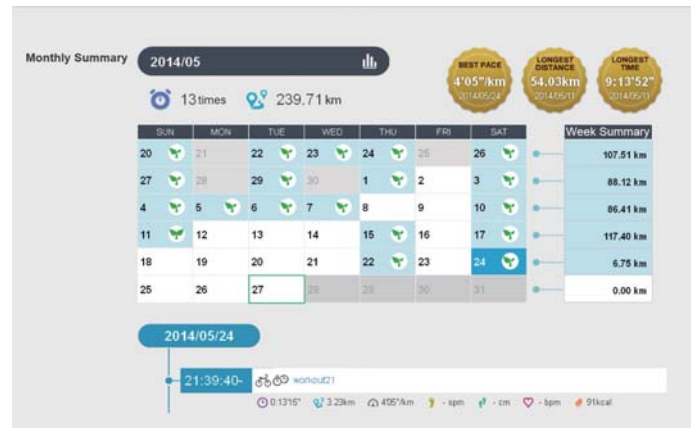 Monthly Summary
2014/05
13 times 239.71 km
BEST PACE
4'05"/km
2014/05/24
LONGEST DISTANCE
54.03km
2014/05/11
LONGEST TIME
9:13'52"
2014/05/11
SUN MON TUE WED THU FRI SAT Week Summary
20 21 22 23 24 25 26 107.51 km
27 28 29 30 1 2 3 88.12 km
4 5 6 7 8 9 10 86.41 km
11 12 13 14 15 16 17 117.40 km
18 19 20 21 22 23 24 6.75 km
25 26 27 28 29 30 31 0.00 km
2014/05/24
21:39:40- workout21
0:13'15" 3.23km 4'05"/km - spm - cm - bpm 91kcal